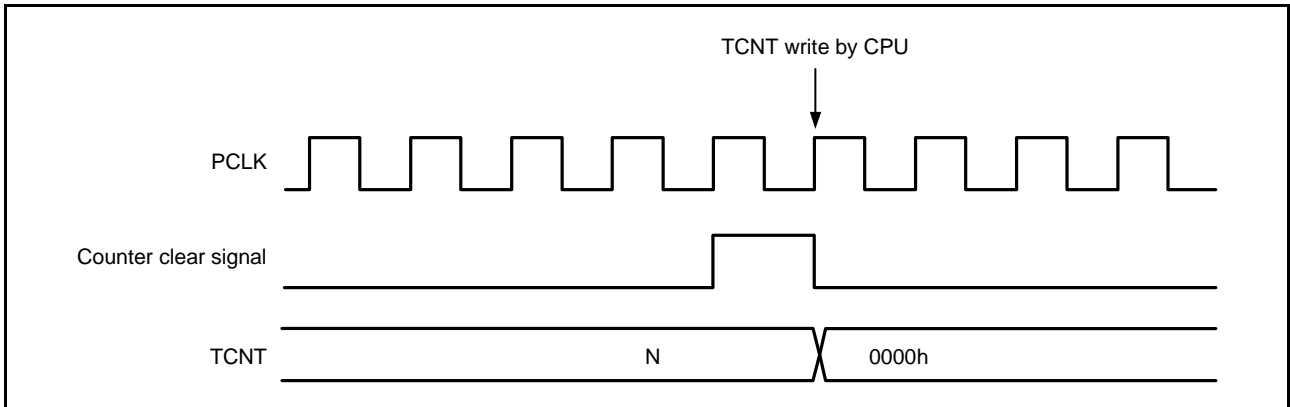 TCNT write by CPU
PCLK
Counter clear signal
TCNT N 0000h